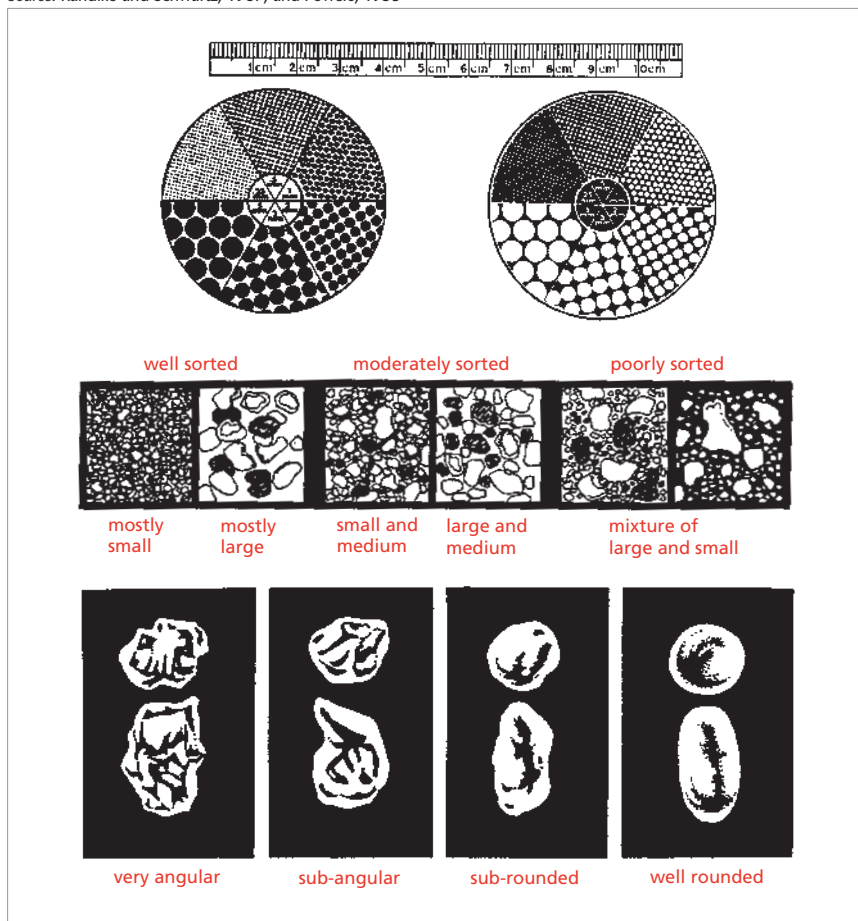 1cm 2cm 3cm 4cm 5cm 6cm 7cm 8cm 9cm 10cm
well sorted moderately sorted poorly sorted
mostly small
mostly large
small and medium
large and medium
mixture of large and small
very angular sub-angular sub-rounded well rounded